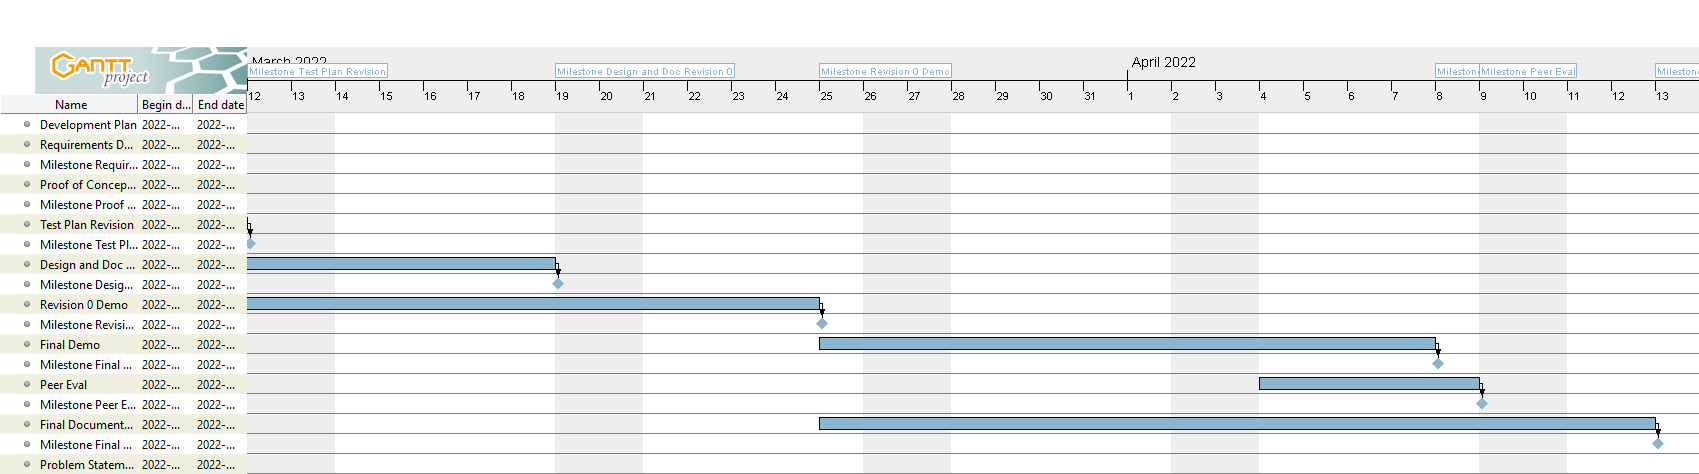 GANTT
project
March 2022
April 2022
Milestone Test Plan Revision
Milestone Design and Doc Revision 0
Milestone Revision 0 Demo
Milestone Peer Eval
12 13 14 15 16 17 18 19 20 21 22 23 24 25 26 27 28 29 30 31 1 2 3 4 5 6 7 8 9 10 11 12 13
Name Begin d... End date
Development Plan 2022-... 2022-...
Requirements D... 2022-... 2022-...
Milestone Requir... 2022-... 2022-...
Proof of Concep... 2022-... 2022-...
Milestone Proof ... 2022-... 2022-...
Test Plan Revision 2022-... 2022-...
Milestone Test Pl... 2022-... 2022-...
Design and Doc ... 2022-... 2022-...
Milestone Desig... 2022-... 2022-...
Revision 0 Demo 2022-... 2022-...
Milestone Revisi... 2022-... 2022-...
Final Demo 2022-... 2022-...
Milestone Final ... 2022-... 2022-...
Peer Eval 2022-... 2022-...
Milestone Peer E... 2022-... 2022-...
Final Document... 2022-... 2022-...
Milestone Final ... 2022-... 2022-...
Problem Statem... 2022-... 2022-...